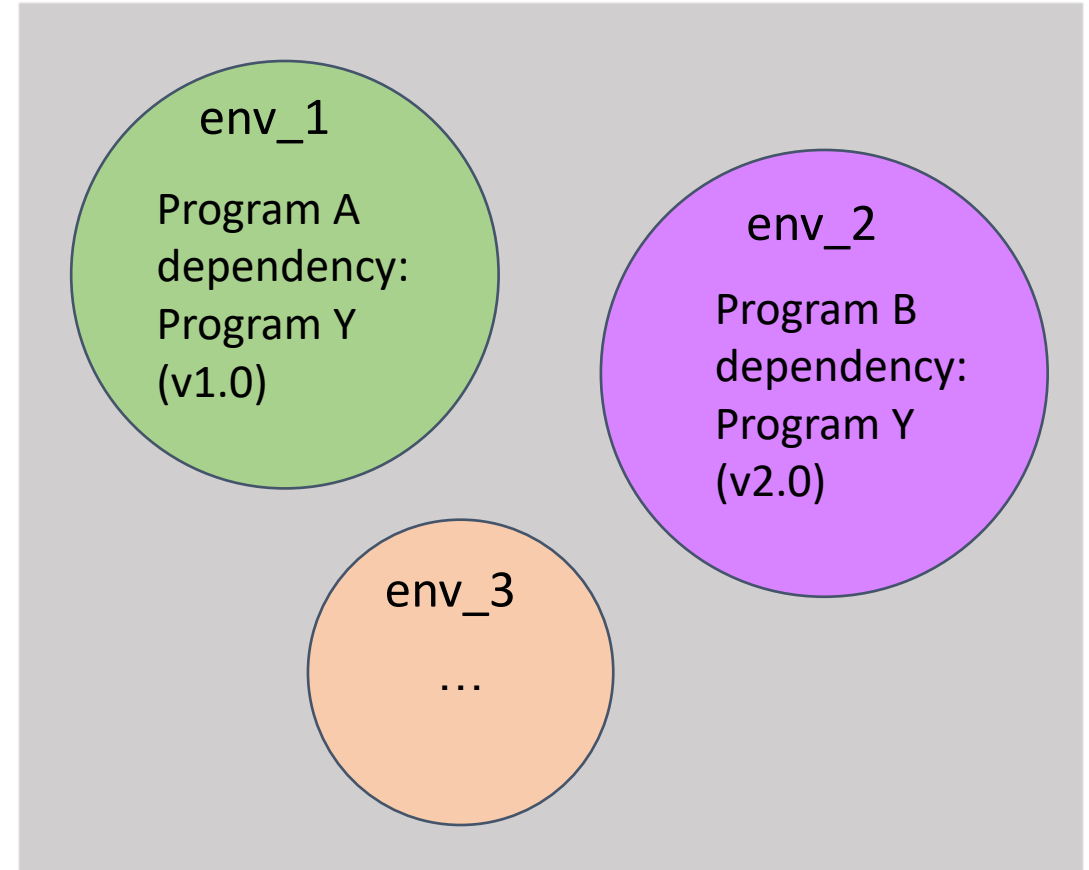 env_1
Program A
dependency:
Program Y
(v1.0)
env_2
Program B
dependency:
Program Y
(v2.0)
env_3
...